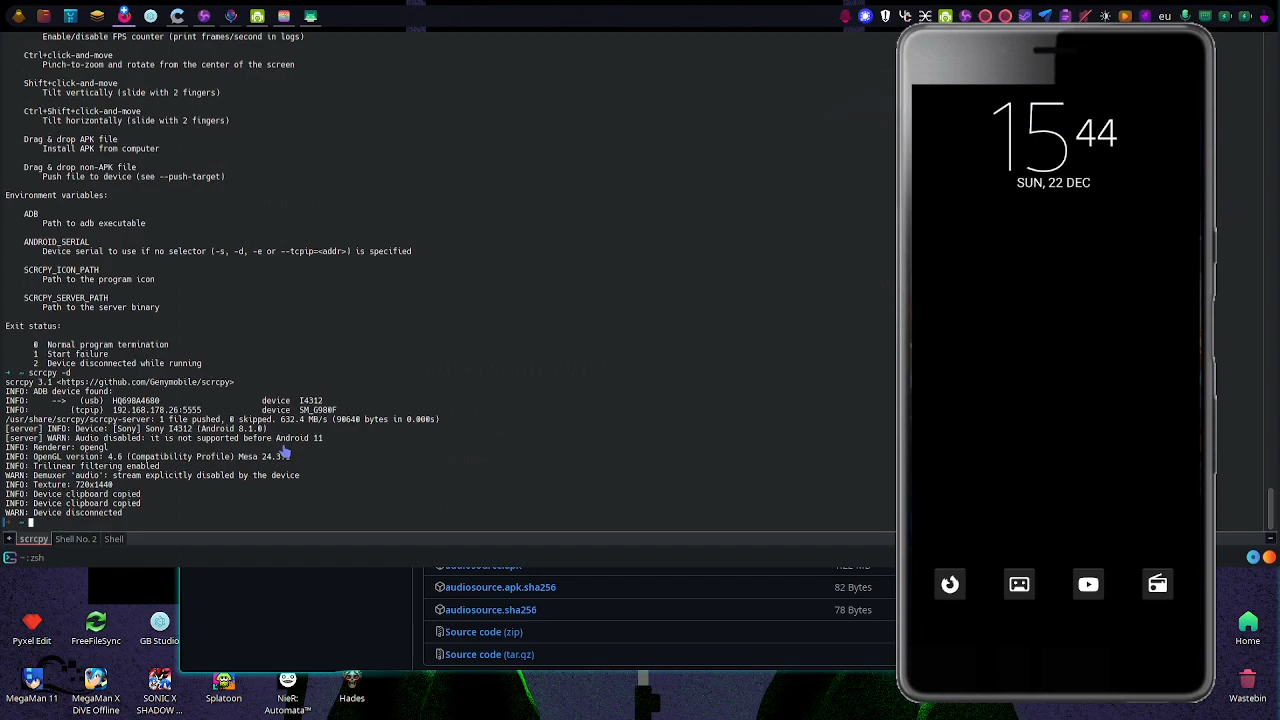 eu
Enable/disable FPS counter (print frames/second in logs)
Ctrl+click-and-move
Pinch-to-zoom and rotate from the center of the screen
Shift+click-and-move
Tilt vertically (slide with 2 fingers)
Ctrl+Shift+click-and-move
Tilt horizontally (slide with 2 fingers)
Drag & drop APK file
Install APK from computer
Drag & drop non-APK file
Push file to device (see --push-target)
Environment variables:
ADB
Path to adb executable
ANDROID_SERIAL
Device serial to use if no selector (-s, -d, -e or --tcpip=<addr>) is specified
SCRCPY_ICON_PATH
Path to the program icon
SCRCPY_SERVER_PATH
Path to the server binary
Exit status:
0 Normal program termination
1 Start failure
2 Device disconnected while running
➜ ~ scrcpy -d
scrcpy 3.1 <https://github.com/Genymobile/scrcpy>
INFO: ADB device found:
INFO: --> (usb) HQ698A4680 device I4312
INFO: (tcpip) 192.168.178.26:5555 device SM_G980F
/usr/share/scrcpy/scrcpy-server: 1 file pushed, 0 skipped. 632.4 MB/s (90640 bytes in 0.000s)
[server] INFO: Device: [Sony] Sony I4312 (Android 8.1.0)
[server] WARN: Audio disabled: it is not supported before Android 11
INFO: Renderer: opengl
INFO: OpenGL version: 4.6 (Compatibility Profile) Mesa 24.3.
INFO: Trilinear filtering enabled
WARN: Demuxer 'audio': stream explicitly disabled by the device
INFO: Texture: 720x1440
INFO: Device clipboard copied
INFO: Device clipboard copied
WARN: Device disconnected
➜ ~
scrcpy Shell No. 2 Shell
~ : zsh
15 44
SUN, 22 DEC
audiosource.apk.sha256 82 Bytes
audiosource.sha256 78 Bytes
Source code (zip)
Source code (tar.gz)
Pyxel Edit FreeFileSync GB Studio Home
MegaMan 11 MegaMan X DiVE Offline SONIC X SHADOW ... Splatoon NieR: Automata™ Hades Wastebin